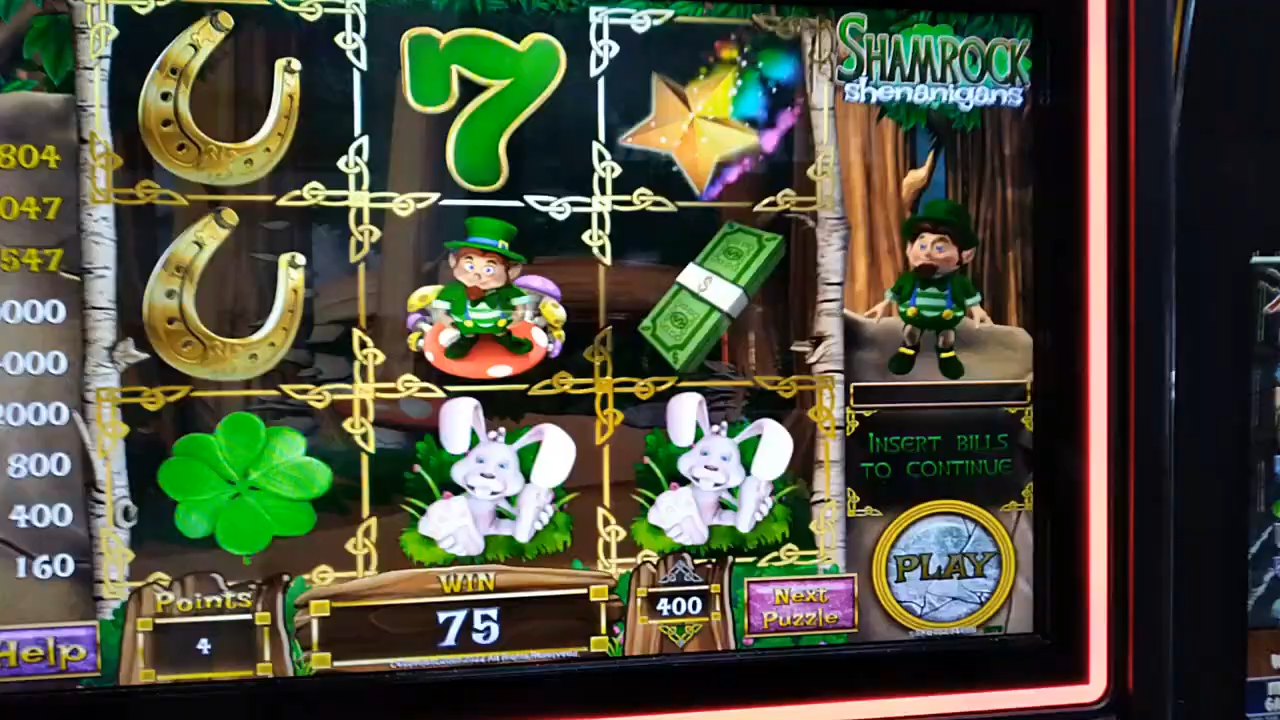 SHAMROCK
shenanigans
804
047
547
000
000
2000
800
400
160
INSERT BILLS
TO CONTINUE
PLAY
Help
Points
4
WIN
75
400
Next
Puzzle